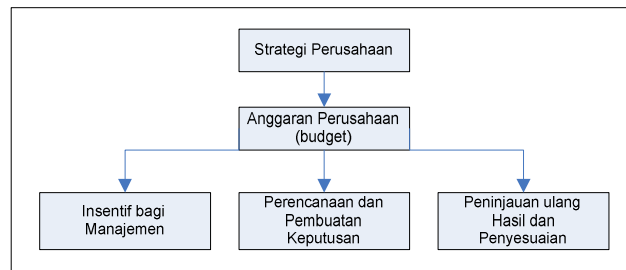 Strategi Perusahaan
Anggaran Perusahaan
(budget)
Insentif bagi
Manajemen
Perencanaan dan
Pembuatan
Keputusan
Peninjauan ulang
Hasil dan
Penyesuaian